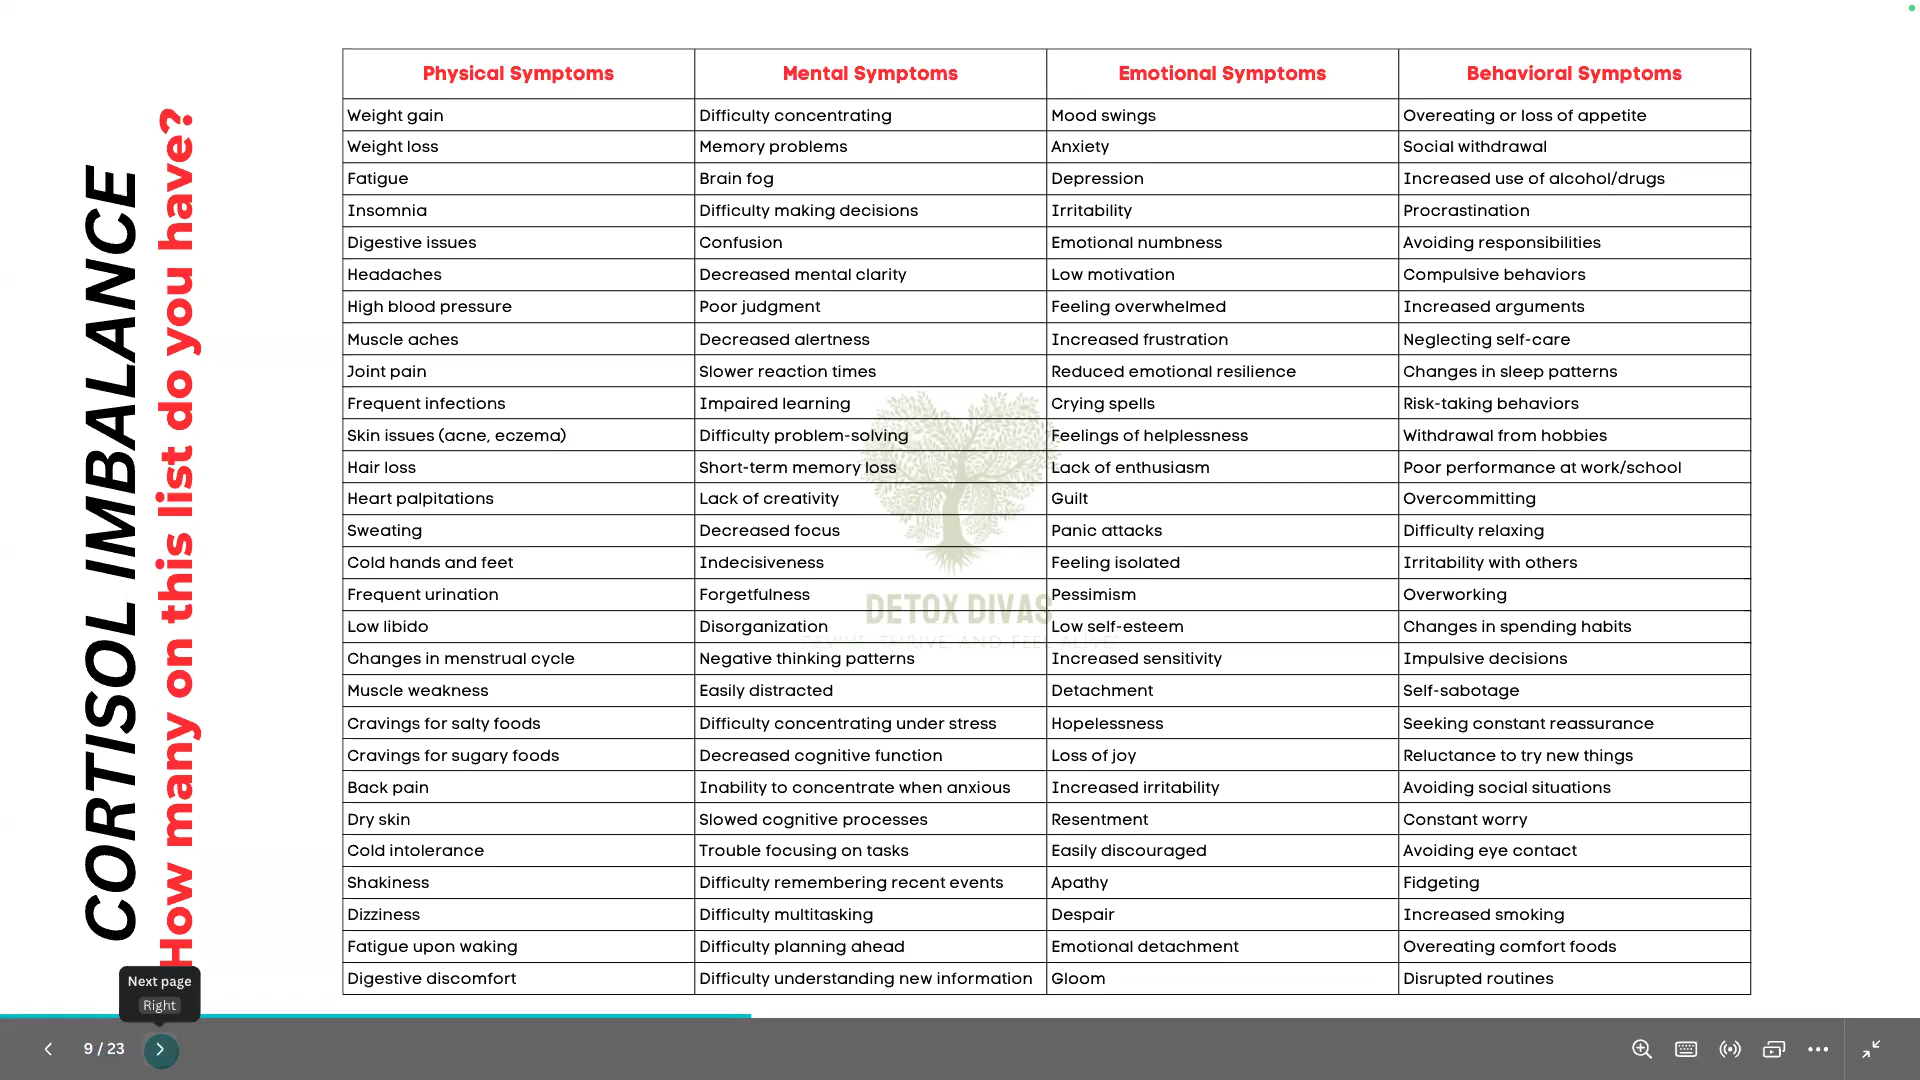 CORTISOL IMBALANCE
How many on this list do you have?
Physical Symptoms Mental Symptoms Emotional Symptoms Behavioral Symptoms
Weight gain Difficulty concentrating Mood swings Overeating or loss of appetite
Weight loss Memory problems Anxiety Social withdrawal
Fatigue Brain fog Depression Increased use of alcohol/drugs
Insomnia Difficulty making decisions Irritability Procrastination
Digestive issues Confusion Emotional numbness Avoiding responsibilities
Headaches Decreased mental clarity Low motivation Compulsive behaviors
High blood pressure Poor judgment Feeling overwhelmed Increased arguments
Muscle aches Decreased alertness Increased frustration Neglecting self-care
Joint pain Slower reaction times Reduced emotional resilience Changes in sleep patterns
Frequent infections Impaired learning Crying spells Risk-taking behaviors
Skin issues (acne, eczema) Difficulty problem-solving Feelings of helplessness Withdrawal from hobbies
Hair loss Short-term memory loss Lack of enthusiasm Poor performance at work/school
Heart palpitations Lack of creativity Guilt Overcommitting
Sweating Decreased focus Panic attacks Difficulty relaxing
Cold hands and feet Indecisiveness Feeling isolated Irritability with others
Frequent urination Forgetfulness Pessimism Overworking
DETOX DIVAS
Low libido Disorganization Low self-esteem Changes in spending habits
REVIVE, THRIVE, AND FEEL ALIVE
Changes in menstrual cycle Negative thinking patterns Increased sensitivity Impulsive decisions
Muscle weakness Easily distracted Detachment Self-sabotage
Cravings for salty foods Difficulty concentrating under stress Hopelessness Seeking constant reassurance
Cravings for sugary foods Decreased cognitive function Loss of joy Reluctance to try new things
Back pain Inability to concentrate when anxious Increased irritability Avoiding social situations
Dry skin Slowed cognitive processes Resentment Constant worry
Cold intolerance Trouble focusing on tasks Easily discouraged Avoiding eye contact
Shakiness Difficulty remembering recent events Apathy Fidgeting
Dizziness Difficulty multitasking Despair Increased smoking
Fatigue upon waking Difficulty planning ahead Emotional detachment Overeating comfort foods
Digestive discomfort Difficulty understanding new information Gloom Disrupted routines
Next page
Right
9 / 23